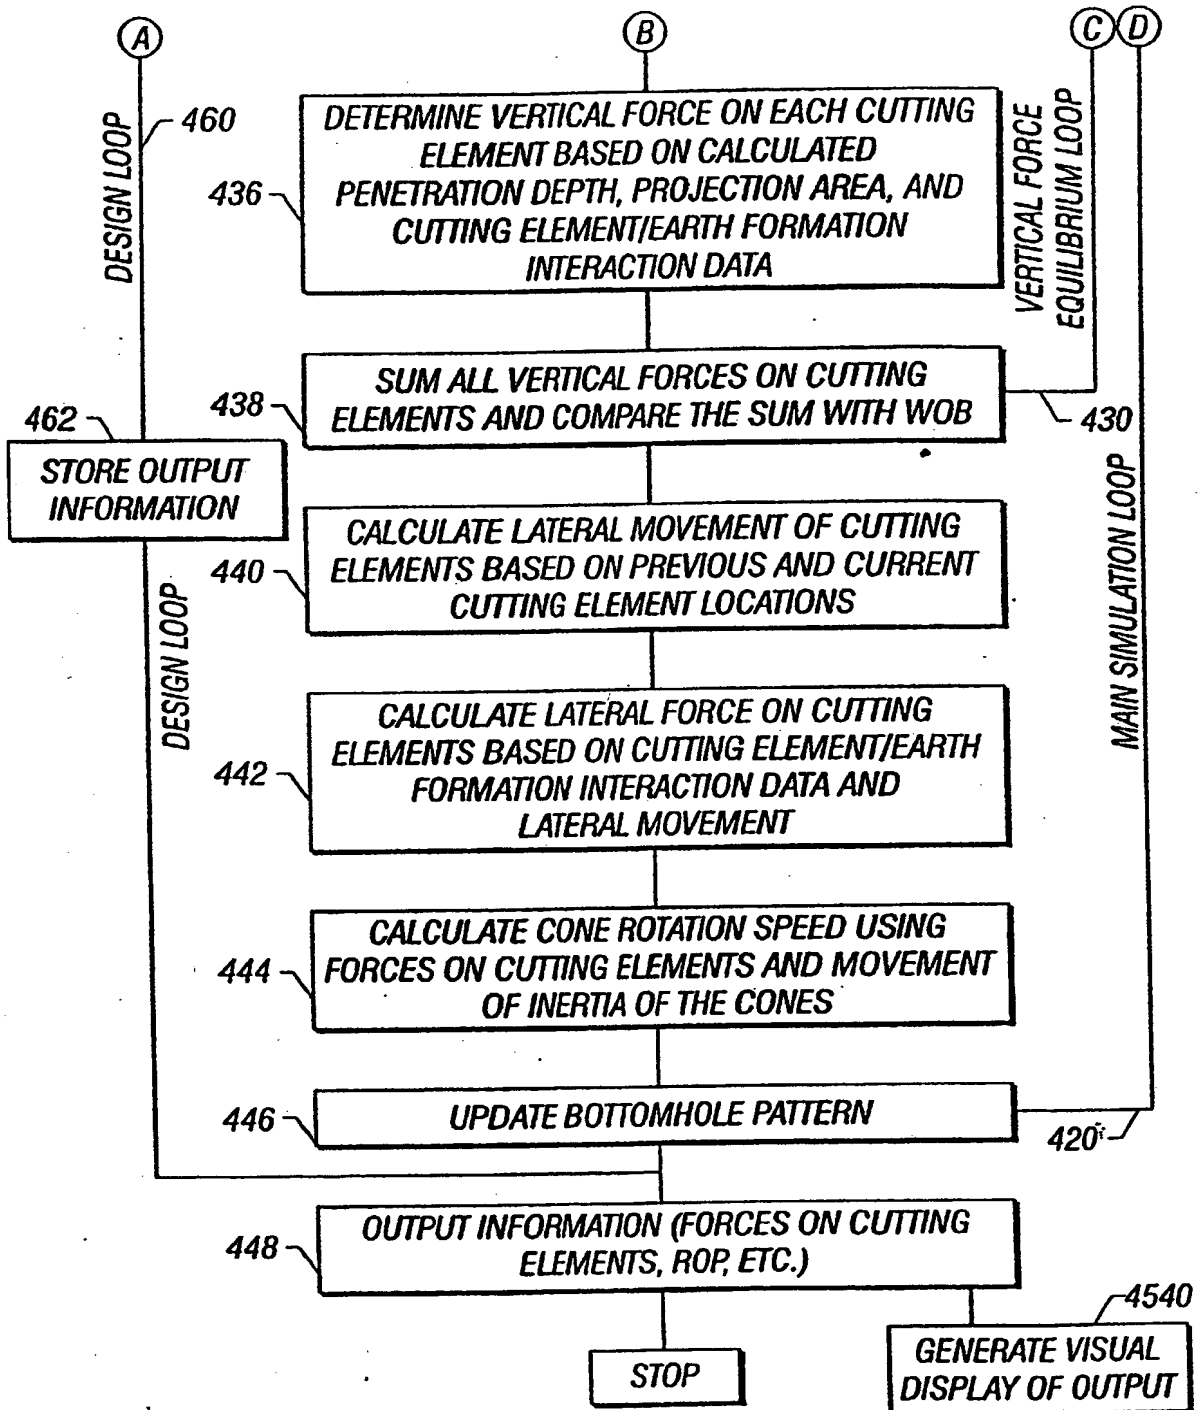 A
B
C
D
DESIGN LOOP
460
436
DETERMINE VERTICAL FORCE ON EACH CUTTING
ELEMENT BASED ON CALCULATED
PENETRATION DEPTH, PROJECTION AREA, AND
CUTTING ELEMENT/EARTH FORMATION
INTERACTION DATA
VERTICAL FORCE
EQUILIBRIUM LOOP
438
SUM ALL VERTICAL FORCES ON CUTTING
ELEMENTS AND COMPARE THE SUM WITH WOB
430
462
STORE OUTPUT
INFORMATION
440
CALCULATE LATERAL MOVEMENT OF CUTTING
ELEMENTS BASED ON PREVIOUS AND CURRENT
CUTTING ELEMENT LOCATIONS
MAIN SIMULATION LOOP
DESIGN LOOP
442
CALCULATE LATERAL FORCE ON CUTTING
ELEMENTS BASED ON CUTTING ELEMENT/EARTH
FORMATION INTERACTION DATA AND
LATERAL MOVEMENT
444
CALCULATE CONE ROTATION SPEED USING
FORCES ON CUTTING ELEMENTS AND MOVEMENT
OF INERTIA OF THE CONES
446
UPDATE BOTTOMHOLE PATTERN
420
448
OUTPUT INFORMATION (FORCES ON CUTTING
ELEMENTS, ROP, ETC.)
4540
STOP
GENERATE VISUAL
DISPLAY OF OUTPUT